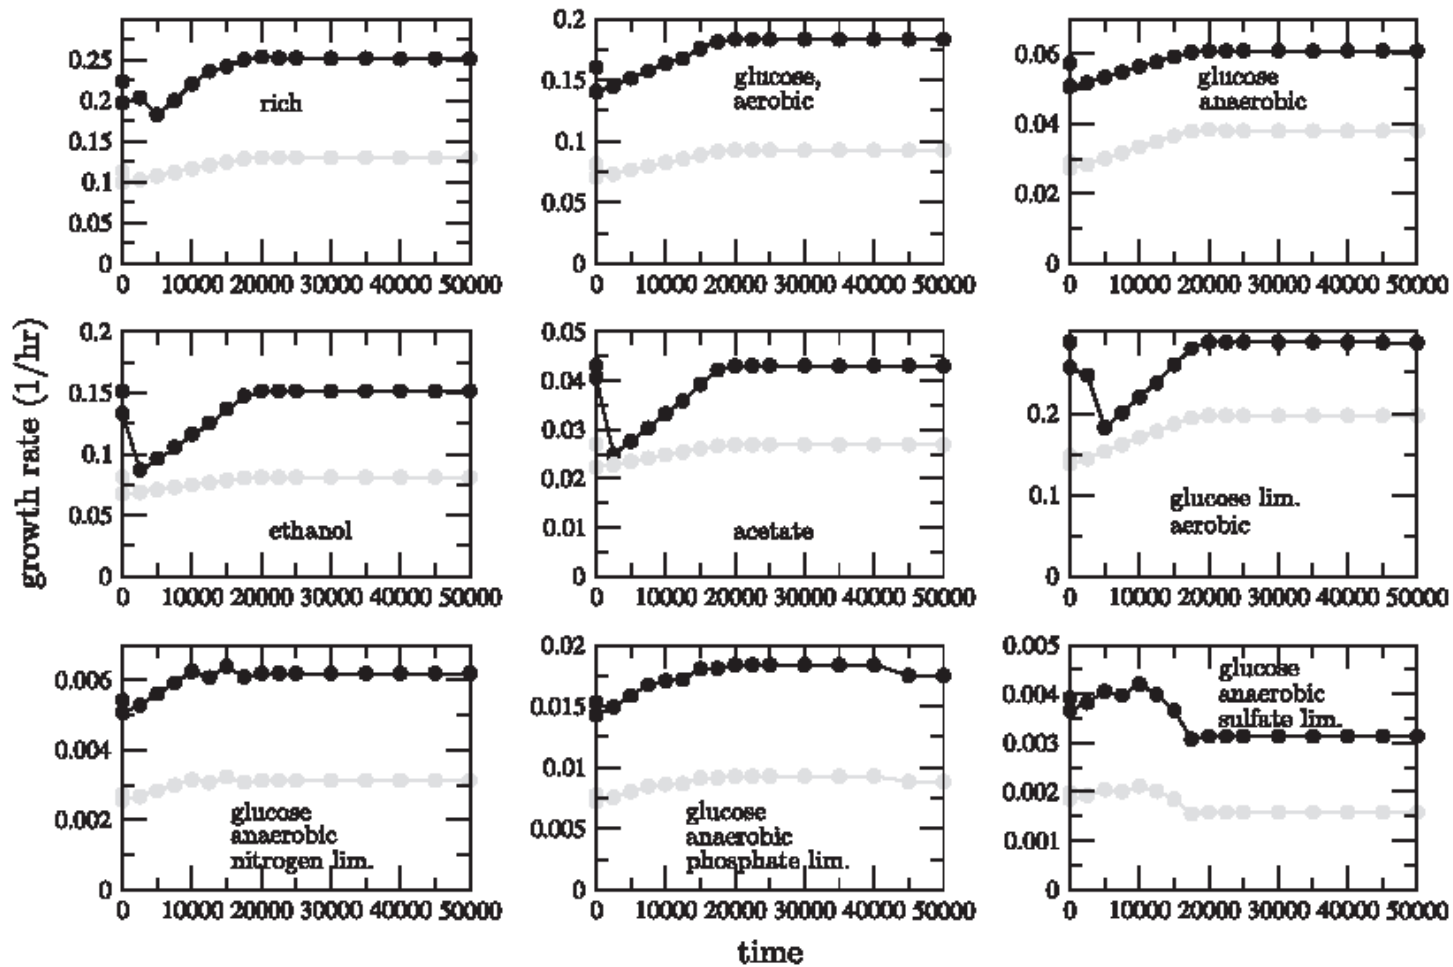 0.25
0.2
0.15
0.1
0.05
0
rich
0 10000 20000 30000 40000 50000
0.2
0.15
0.1
0.05
0
glucose,
aerobic
0 10000 20000 30000 40000 50000
0.06
0.04
0.02
0
glucose
anaerobic
0 10000 20000 30000 40000 50000
growth rate (1/hr)
0.2
0.15
0.1
0.05
0
ethanol
0 10000 20000 30000 40000 50000
0.05
0.04
0.03
0.02
0.01
0
acetate
0 10000 20000 30000 40000 50000
0.2
0.1
0
glucose lim.
aerobic
0 10000 20000 30000 40000 50000
0.006
0.004
0.002
0
glucose
anaerobic
nitrogen lim.
0 10000 20000 30000 40000 50000
0.02
0.015
0.01
0.005
0
glucose
anaerobic
phosphate lim.
0 10000 20000 30000 40000 50000
0.005
0.004
0.003
0.002
0.001
0
glucose
anaerobic
sulfate lim.
0 10000 20000 30000 40000 50000
time